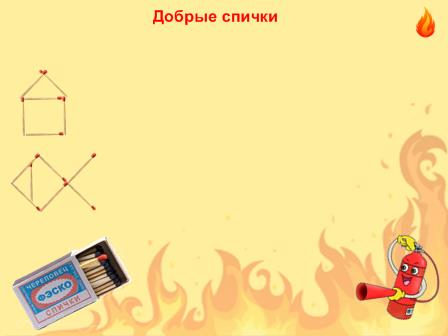 Добрые спички
ЧЕРЕПОВЕЦ
ФЭСКО
СПИЧКИ